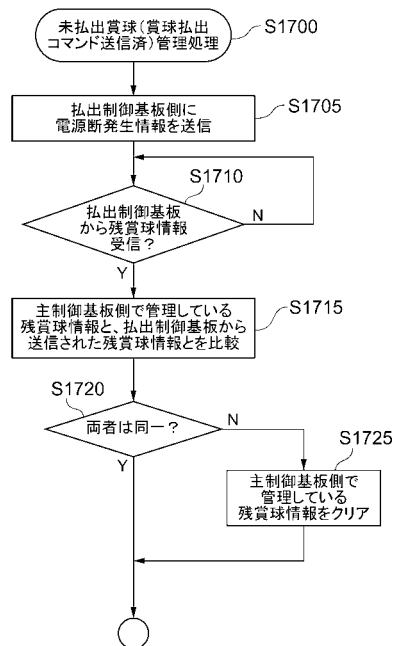 未払出賞球(賞球払出
コマンド送信済)管理処理
S1700
払出制御基板側に
電源断発生情報を送信
S1705
S1710
払出制御基板
から残賞球情報
受信?
N
Y
主制御基板側で管理している
残賞球情報と、払出制御基板から
送信された残賞球情報とを比較
S1715
S1720
両者は同一?
N
Y
S1725
主制御基板側で
管理している
残賞球情報をクリア